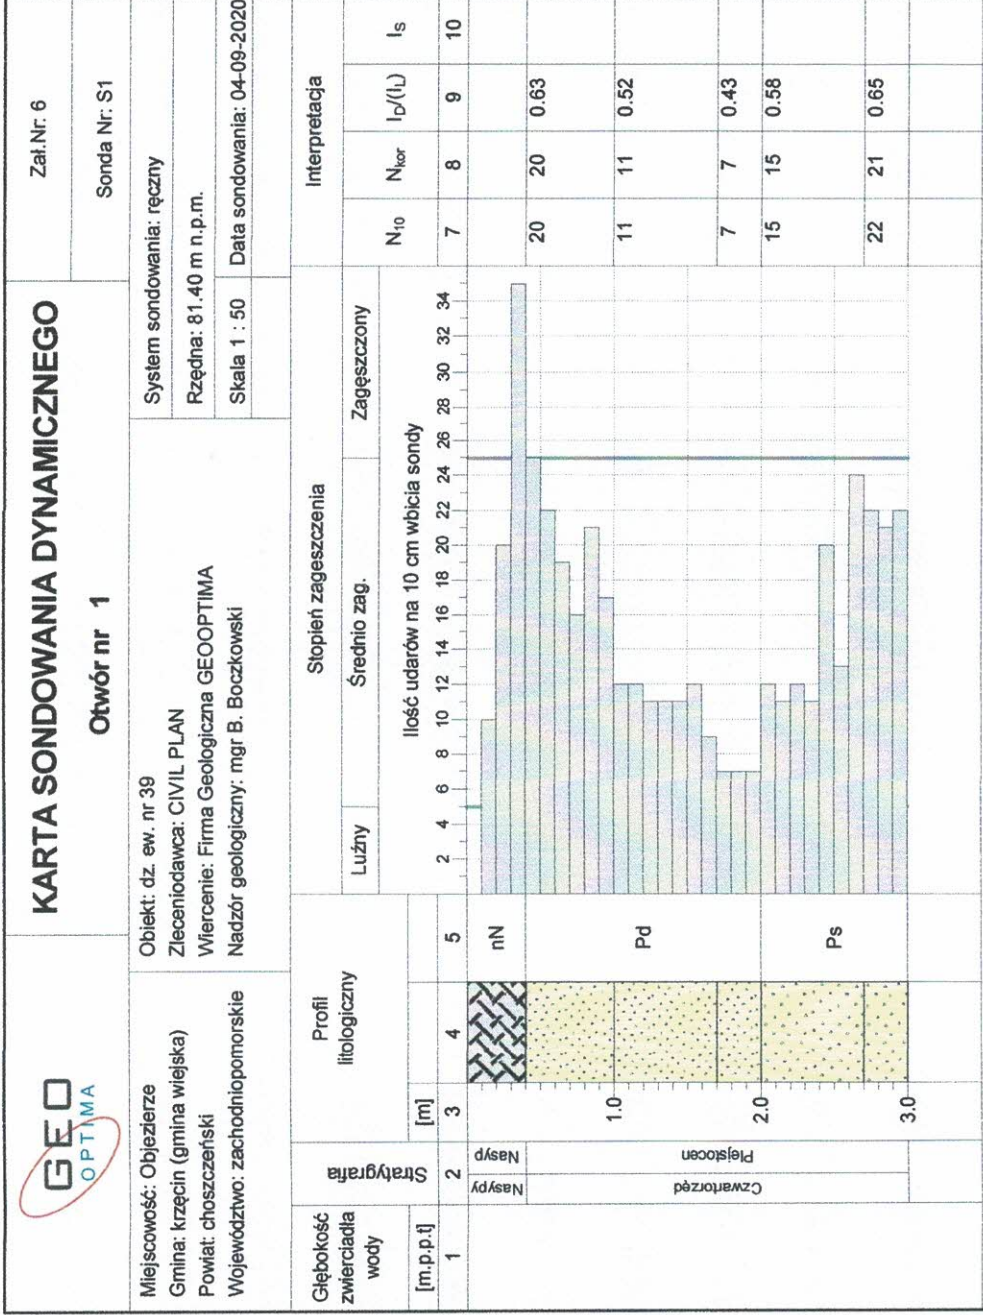 GEO
OPTIMA
KARTA SONDOWANIA DYNAMICZNEGO
Otwór nr 1
Zał.Nr: 6
Sonda Nr: S1
Miejscowość: Objezierze
Gmina: krzęcin (gmina wiejska)
Powiat: choszczeński
Województwo: zachodniopomorskie
Obiekt: dz. ew. nr 39
Zleceniodawca: CIVIL PLAN
Wiercenie: Firma Geologiczna GEOOPTIMA
Nadzór geologiczny: mgr B. Boczkowski
System sondowania: ręczny
Rzędna: 81.40 m n.p.m.
Skala 1 : 50
Data sondowania: 04-09-2020
Głębokość
zwierciadła
wody
[m.p.p.t]
Stratygrafia
[m]
Profil
litologiczny
Stopień zagęszczenia
Luźny
Średnio zag.
Zagęszczony
Ilość udarów na 10 cm wbicia sondy
2 4 6 8 10 12 14 16 18 20 22 24 26 28 30 32 34
Interpretacja
N10 Nkor ID/(IL) IS
1 2 3 4 5 7 8 9 10
Nasypy
Nasyp
nN
Czwartorzęd
Plejstocen
1.0
2.0
3.0
Pd
Ps
20 20 0.63
11 11 0.52
7 7 0.43
15 15 0.58
22 21 0.65